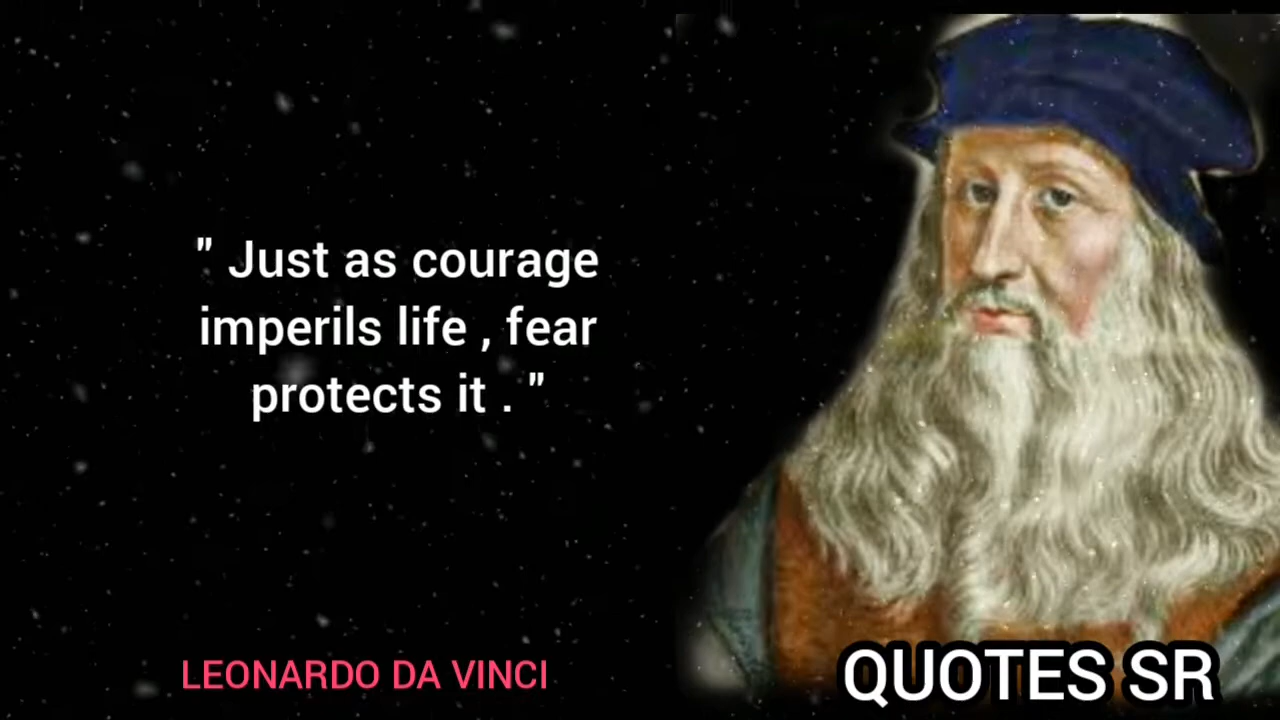 " Just as courage
imperils life , fear
protects it . "
LEONARDO DA VINCI
QUOTES SR